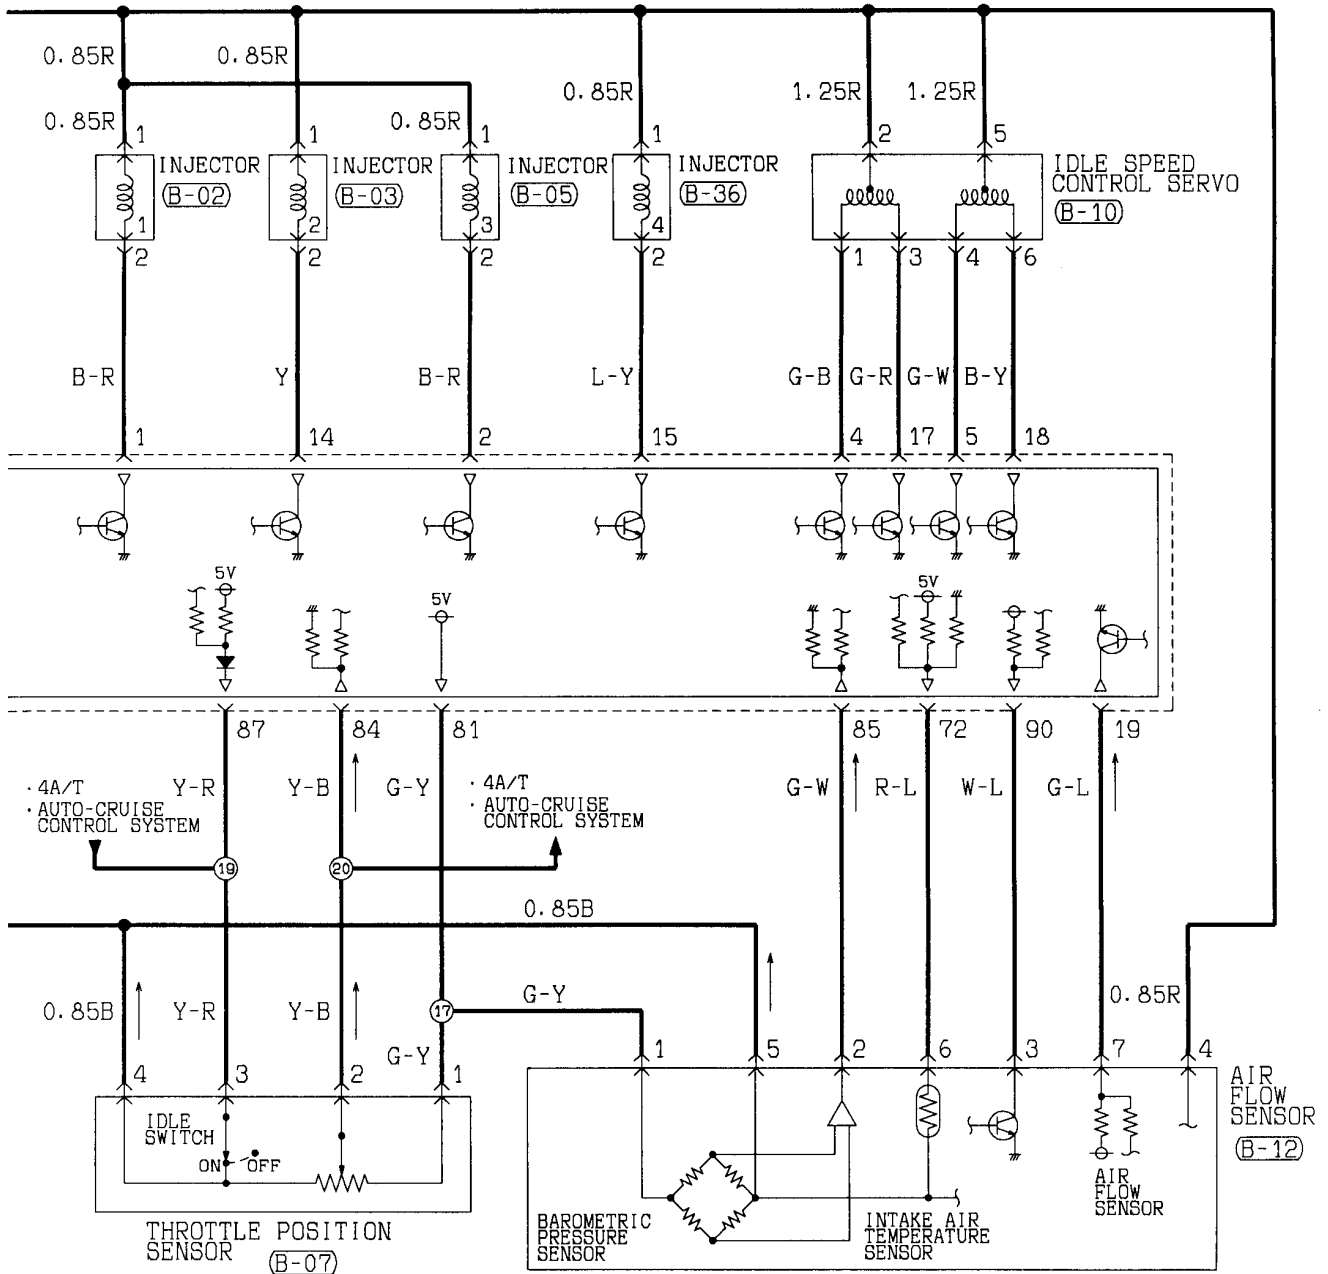 0.85R 0.85R
0.85R 0.85R 0.85R 1.25R 1.25R
1 1 1 1 2 5
INJECTOR INJECTOR INJECTOR INJECTOR IDLE SPEED
CONTROL SERVO
B-02 B-03 B-05 B-36 B-10
1 2 3 4
2 2 2 2 1 3 4 6
B-R Y B-R L-Y G-B G-R G-W B-Y
1 14 2 15 4 17 5 18
5V 5V 5V
87 84 81 85 72 90 19
Y-R Y-B G-Y G-W R-L W-L G-L
· 4A/T
· AUTO-CRUISE
CONTROL SYSTEM
· 4A/T
· AUTO-CRUISE
CONTROL SYSTEM
19 20
0.85B
0.85B Y-R Y-B 17 G-Y 0.85R
G-Y
4 3 2 1
1 5 2 6 3 7 4
IDLE
SWITCH
ON OFF
THROTTLE POSITION
SENSOR B-07
BAROMETRIC
PRESSURE
SENSOR
INTAKE AIR
TEMPERATURE
SENSOR
AIR
FLOW
SENSOR
AIR
FLOW
SENSOR
B-12